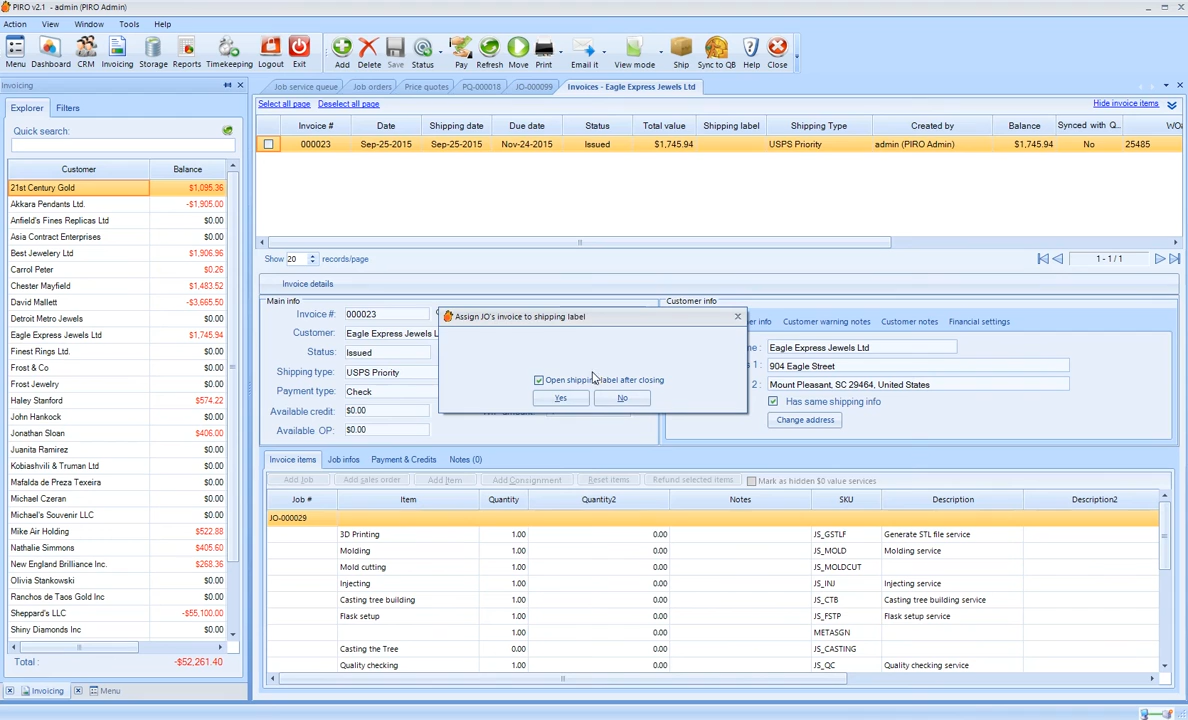 PIRO v2.1 - admin (PIRO Admin)
Action View Window Tools Help
Menu Dashboard CRM Invoicing Storage Reports Timekeeping Logout Exit Add Delete Save Status Pay Refresh Move Print Email it View mode Ship Sync to QB Help Close
Invoicing
Job service queue Job orders Price quotes PQ-000018 JO-000099 Invoices - Eagle Express Jewels Ltd
Explorer Filters
Select all page Deselect all page Hide invoice items
Quick search:
Invoice # Date Shipping date Due date Status Total value Shipping label Shipping Type Created by Balance Synced with Q...
000023 Sep-25-2015 Sep-25-2015 Nov-24-2015 Issued $1,745.94 USPS Priority admin (PIRO Admin) $1,745.94 No 25485
Customer Balance
21st Century Gold $1,095.36
Akkara Pendants Ltd. -$1,905.00
Anfield's Fines Replicas Ltd $0.00
Asia Contract Enterprises $0.00
Best Jewelery Ltd $1,906.96
Carrol Peter $0.26
Chester Mayfield $1,483.52
David Mallett -$3,665.50
Detroit Metro Jewels $0.00
Eagle Express Jewels Ltd $1,745.94
Finest Rings Ltd. $0.00
Frost & Co $0.00
Frost Jewelry $0.00
Haley Stanford $574.22
John Hankock $0.00
Jonathan Sloan $406.00
Juanita Ramirez $0.00
Kobiashvili & Truman Ltd $0.00
Mafalda de Preza Texeira $0.00
Michael Czeran $0.00
Michael's Souvenir LLC $0.00
Mike Air Holding $522.88
Nathalie Simmons $405.60
New England Brilliance Inc. $268.36
Olivia Stankowski $0.00
Ranchos de Taos Gold Inc $0.00
Sheppard's LLC -$55,100.00
Shiny Diamonds Inc $0.00
Total : -$52,261.40
Invoicing Menu
Show 20 records/page 1 - 1 / 1
Invoice details
Main info
Invoice #: 000023
Customer: Eagle Express Jewels L
Status: Issued
Shipping type: USPS Priority
Payment type: Check
Available credit: $0.00
Available OP: $0.00
Assign JO's invoice to shipping label
Open shipping label after closing
Yes No
Customer info
er info Customer warning notes Customer notes Financial settings
Eagle Express Jewels Ltd
1 : 904 Eagle Street
2 : Mount Pleasant, SC 29464, United States
Has same shipping info
Change address
Invoice items Job infos Payment & Credits Notes (0)
Add Job Add sales order Add Item Add Consignment Reset items Refund selected items Mark as hidden $0 value services
Job # Item Quantity Quantity2 Notes SKU Description Description2
JO-000029
3D Printing 1.00 0.00 JS_GSTLF Generate STL file service
Molding 1.00 0.00 JS_MOLD Molding service
Mold cutting 1.00 0.00 JS_MOLDCUT
Injecting 1.00 0.00 JS_INJ Injecting service
Casting tree building 1.00 0.00 JS_CTB Casting tree building service
Flask setup 1.00 0.00 JS_FSTP Flask setup service
1.00 0.00 METASGN
Casting the Tree 0.00 0.00 JS_CASTING
Quality checking 1.00 0.00 JS_QC Quality checking service